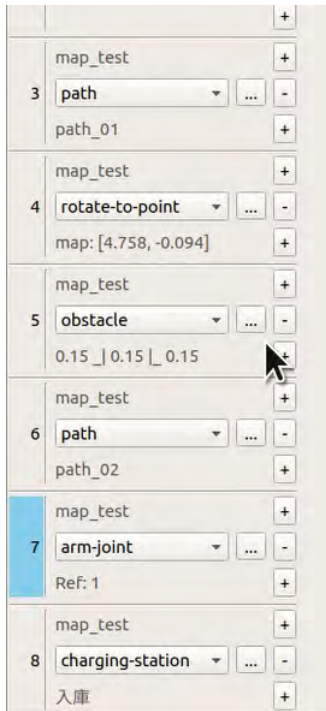 +
map_test +
3 path ... -
path_01 +
map_test +
4 rotate-to-point ... -
map: [4.758, -0.094] +
map_test +
5 obstacle ... -
0.15 _| 0.15 |_ 0.15 +
map_test +
6 path ... -
path_02 +
map_test +
7 arm-joint ... -
Ref: 1 +
map_test +
8 charging-station ... -
入庫 +